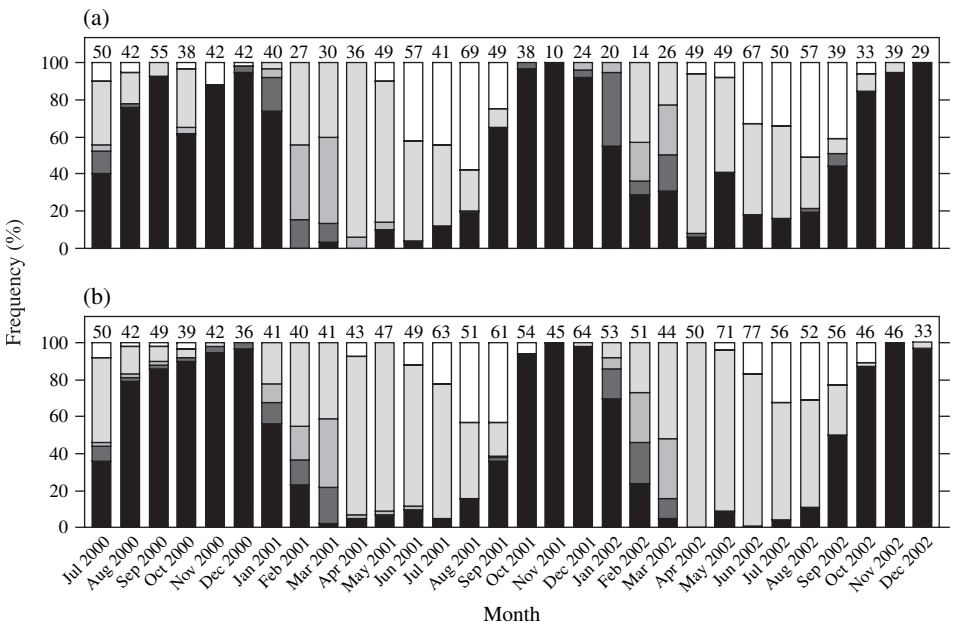 (a)
50 42 55 38 42 42 40 27 30 36 49 57 41 69 49 38 10 24 20 14 26 49 49 67 50 57 39 33 39 29
100
80
60
40
20
0
Frequency (%)
(b)
50 42 49 39 42 36 41 40 41 43 47 49 63 51 61 54 45 64 53 51 44 50 71 77 56 52 56 46 46 33
100
80
60
40
20
0
Jul 2000 Aug 2000 Sep 2000 Oct 2000 Nov 2000 Dec 2000 Jan 2001 Feb 2001 Mar 2001 Apr 2001 May 2001 Jun 2001 Jul 2001 Aug 2001 Sep 2001 Oct 2001 Nov 2001 Dec 2001 Jan 2002 Feb 2002 Mar 2002 Apr 2002 May 2002 Jun 2002 Jul 2002 Aug 2002 Sep 2002 Oct 2002 Nov 2002 Dec 2002
Month